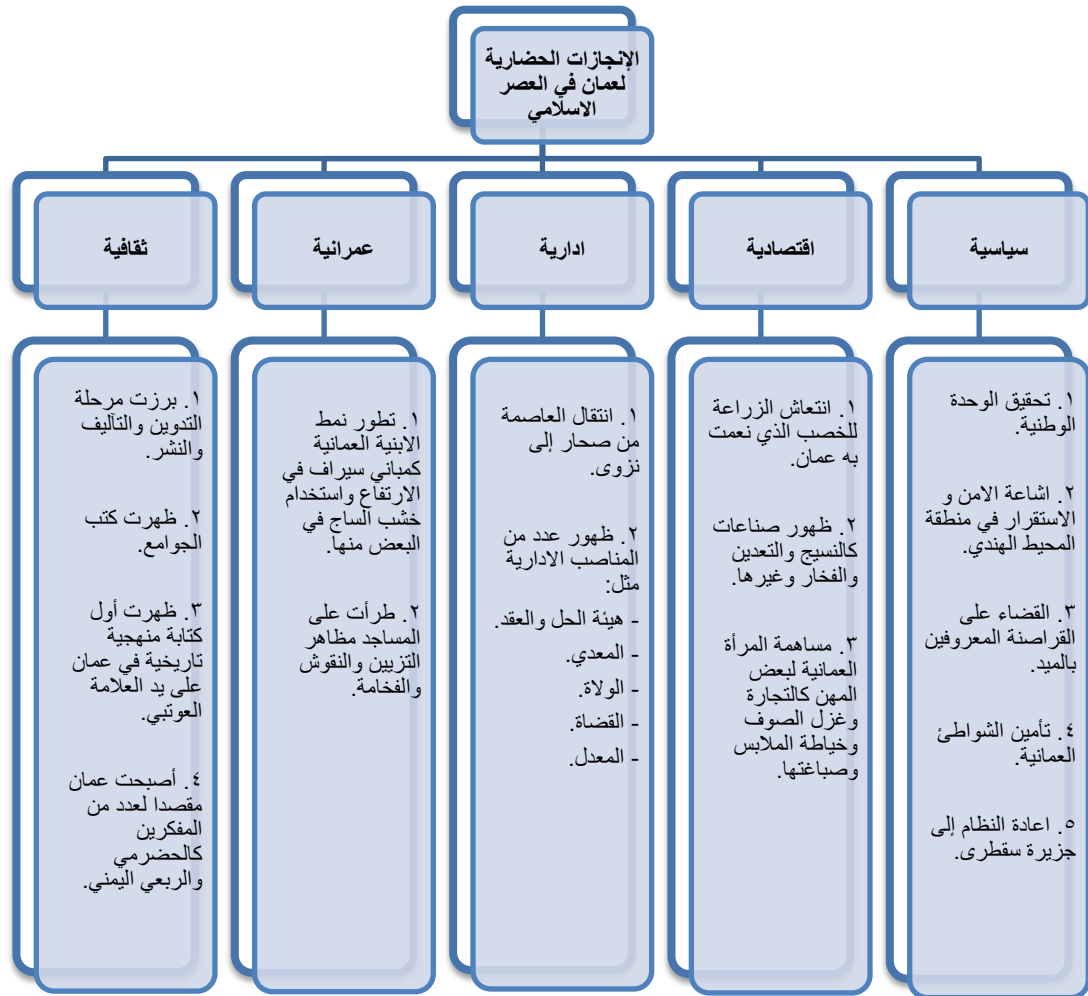 الإنجازات الحضارية
لعمان في العصر
الاسلامي
سياسية
اقتصادية
ادارية
عمرانية
ثقافية
١. تحقيق الوحدة
الوطنية.
٢. اشاعة الامن و
الاستقرار في منطقة
المحيط الهندي.
٣. القضاء على
القراصنة المعروفين
بالميد.
٤. تأمين الشواطئ
العمانية.
٥. اعادة النظام إلى
جزيرة سقطرى.
١. انتعاش الزراعة
للخصب الذي نعمت
به عمان.
٢. ظهور صناعات
كالنسيج والتعدين
والفخار وغيرها.
٣. مساهمة المرأة
العمانية لبعض
المهن كالتجارة
وغزل الصوف
وخياطة الملابس
وصباغتها.
١. انتقال العاصمة
من صحار إلى
نزوى.
٢. ظهور عدد من
المناصب الادارية
مثل:
- هيئة الحل والعقد.
- المعدي.
- الولاة.
- القضاة.
- المعدل.
١. تطور نمط
الابنية العمانية
كمباني سيراف في
الارتفاع واستخدام
خشب الساج في
البعض منها.
٢. طرأت على
المساجد مظاهر
التزيين والنقوش
والفخامة.
١. برزت مرحلة
التدوين والتآليف
والنشر.
٢. ظهرت كتب
الجوامع.
٣. ظهرت أول
كتابة منهجية
تاريخية في عمان
على يد العلامة
العوتبي.
٤. أصبحت عمان
مقصدا لعدد من
المفكرين
كالحضرمي
والربعي اليمني.